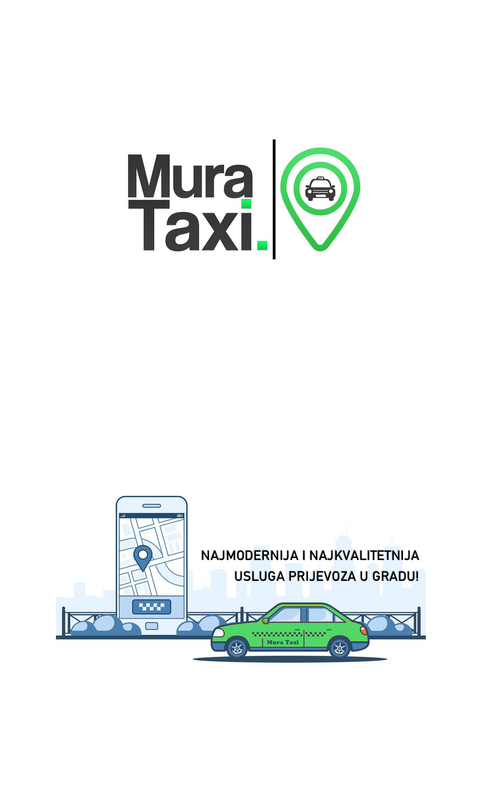 Mura
Taxi.
NAJMODERNIJA I NAJKVALITETNIJA
USLUGA PRIJEVOZA U GRADU!
Mura Taxi